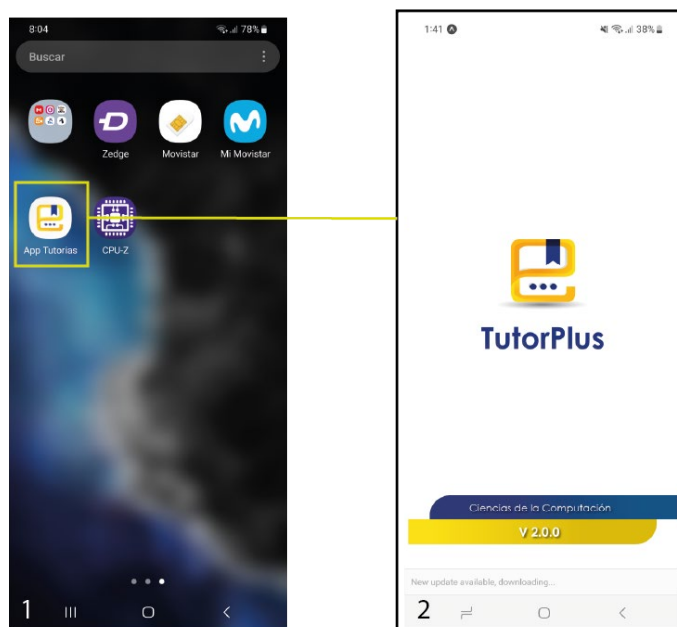 8:04 78%
Buscar
Zedge Movistar Mi Movistar
App Tutorias CPU-Z
1
1:41 38%
TutorPlus
Ciencias de la Computación
V 2.0.0
New update available, downloading...
2